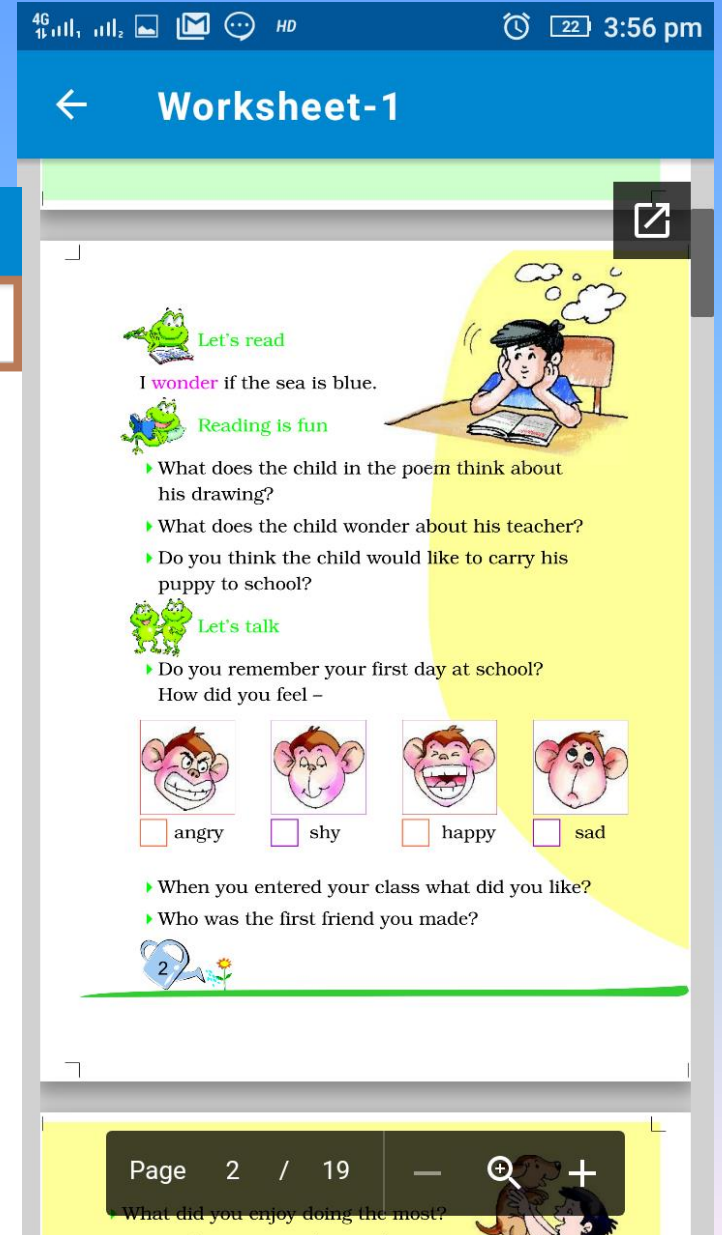 4G 1 2 HD 22 3:56 pm
Worksheet-1
Let's read
I wonder if the sea is blue.
Reading is fun
What does the child in the poem think about
his drawing?
What does the child wonder about his teacher?
Do you think the child would like to carry his
puppy to school?
Let's talk
Do you remember your first day at school?
How did you feel –
angry shy happy sad
When you entered your class what did you like?
Who was the first friend you made?
2
Page 2 / 19
What did you enjoy doing the most?